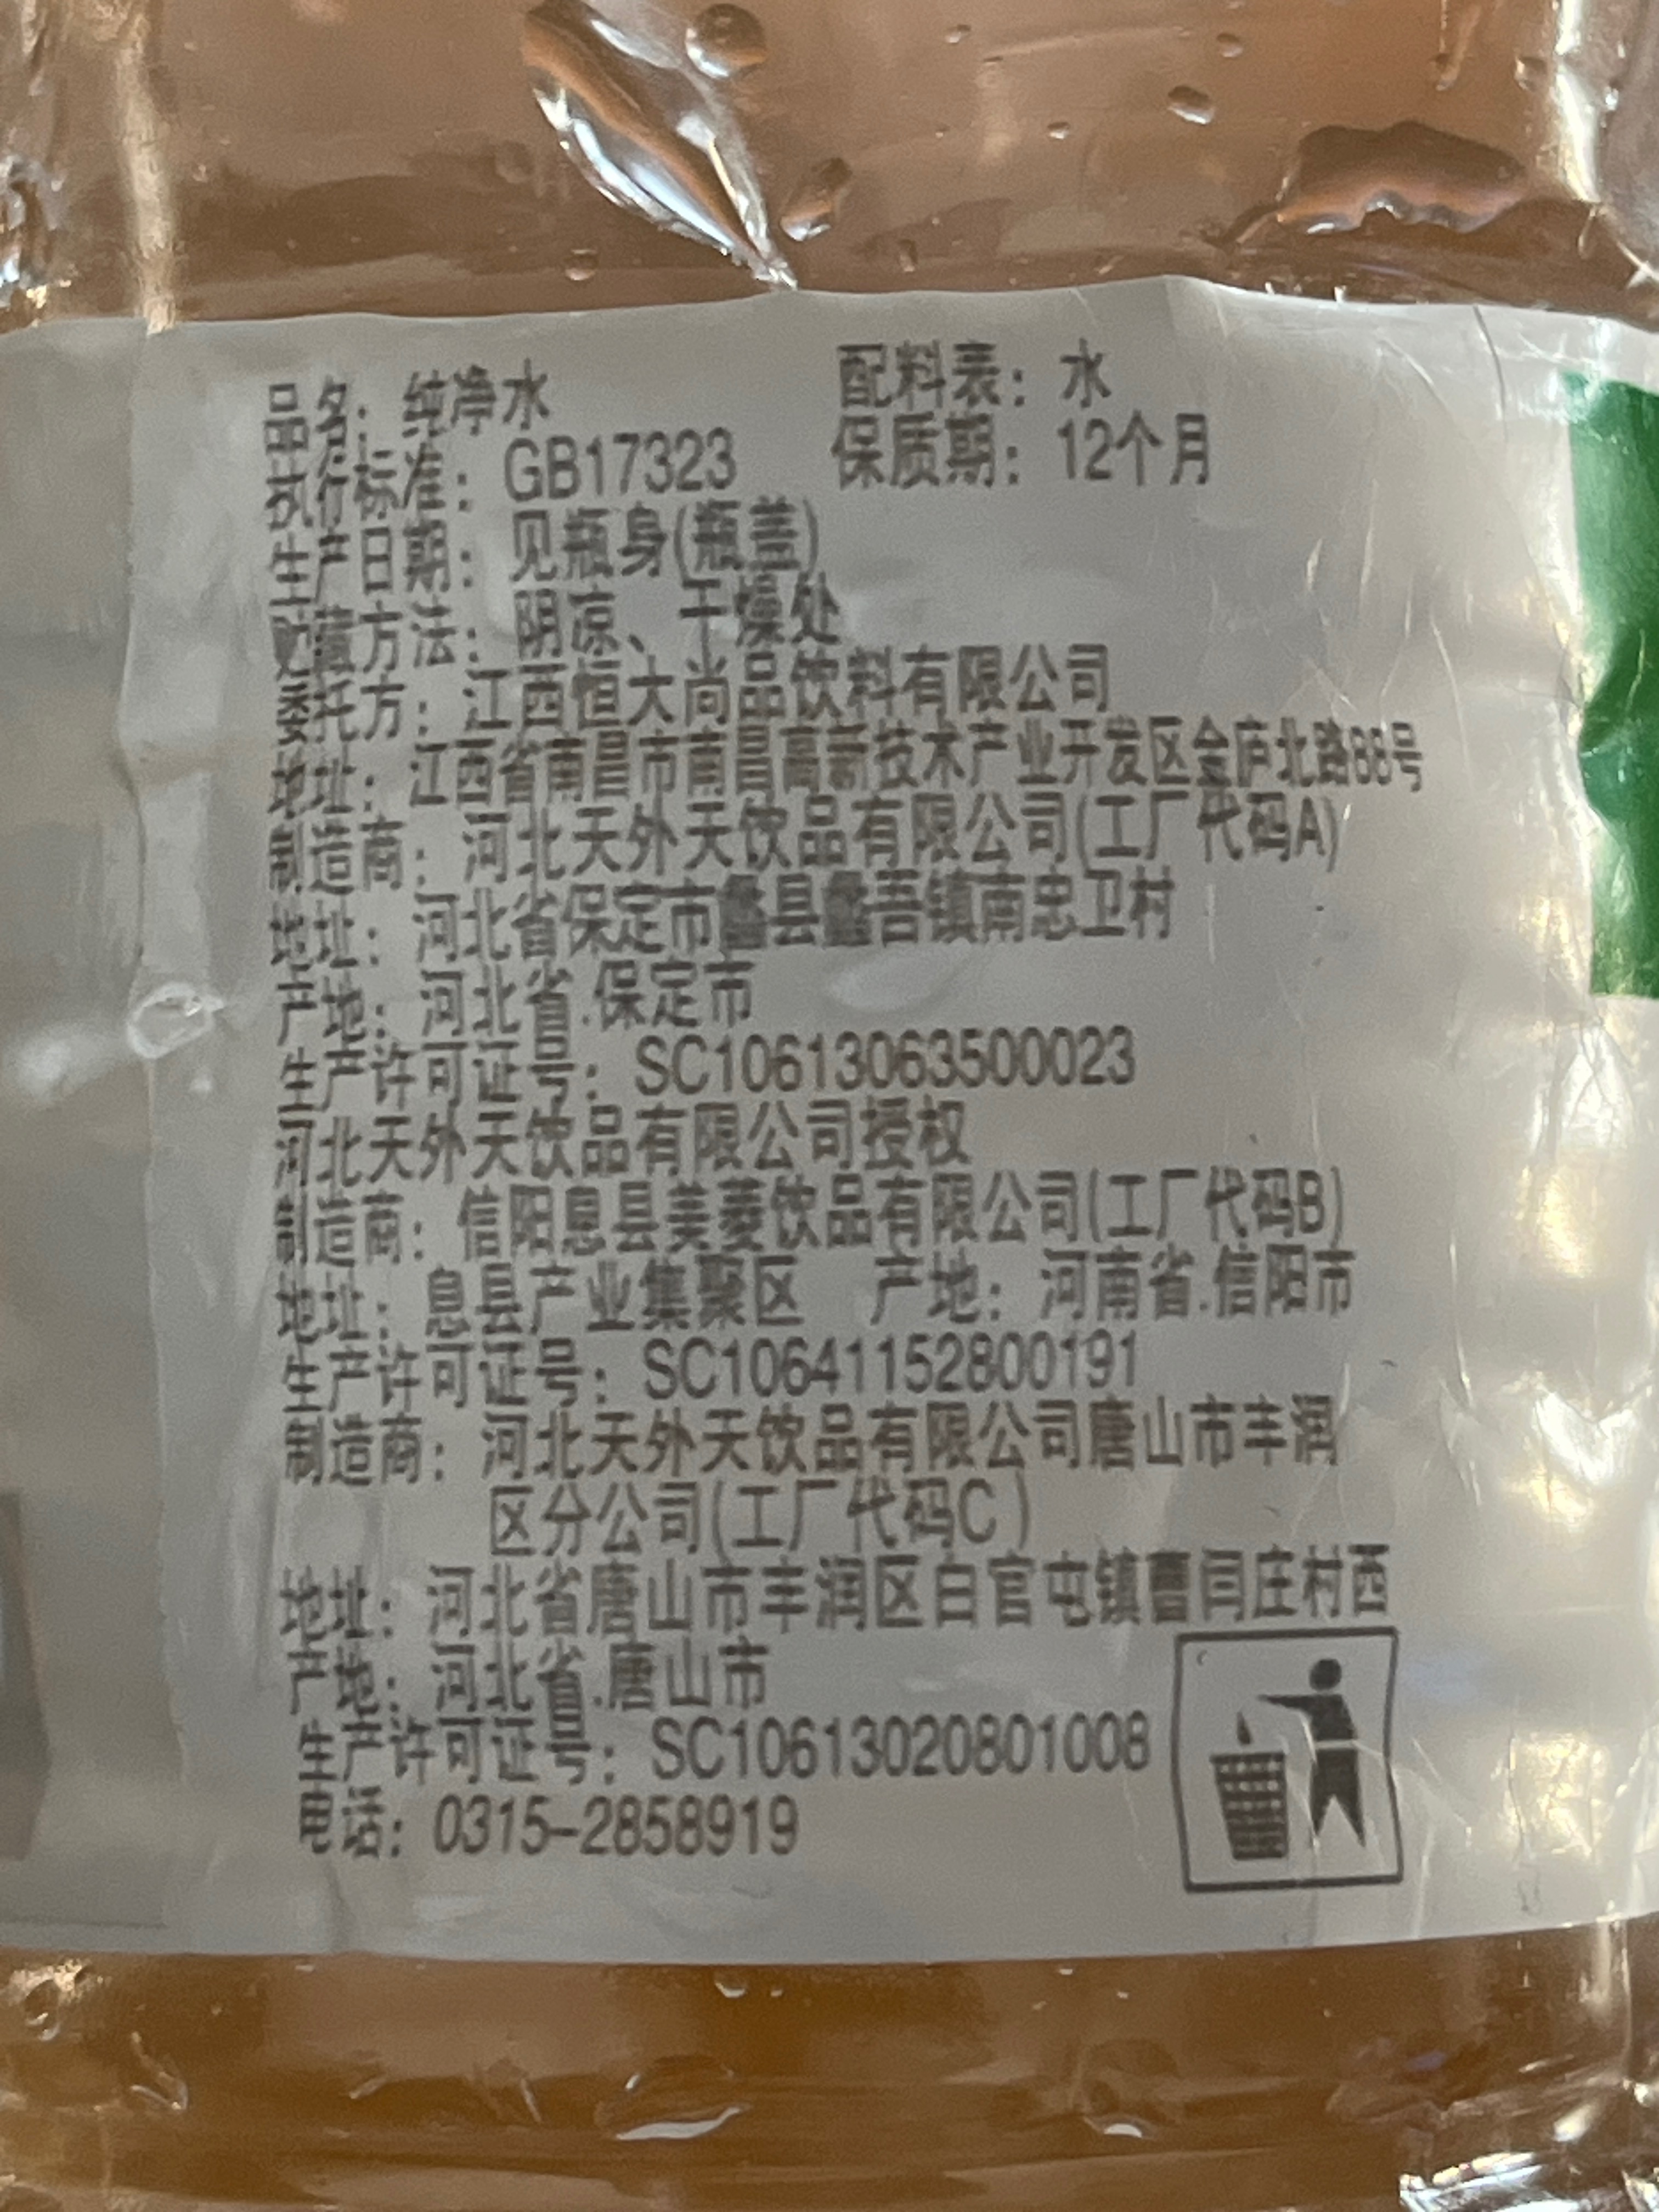 品名：纯净水 配料表：水
执行标准：GB17323 保质期：12个月
生产日期：见瓶身(瓶盖)
贮藏方法：阴凉、干燥处
委托方：江西恒大尚品饮料有限公司
地址：江西省南昌市南昌高新技术产业开发区金庐北路88号
制造商：河北天外天饮品有限公司(工厂代码A)
地址：河北省保定市蠡县蠡吾镇南忠卫村
产地：河北省.保定市
生产许可证号：SC10613063500023
河北天外天饮品有限公司授权
制造商：信阳息县美菱饮品有限公司(工厂代码B)
地址：息县产业集聚区 产地：河南省.信阳市
生产许可证号：SC10641152800191
制造商：河北天外天饮品有限公司唐山市丰润
区分公司(工厂代码C)
地址：河北省唐山市丰润区白官屯镇曹闫庄村西
产地：河北省.唐山市
生产许可证号：SC10613020801008
电话：0315-2858919